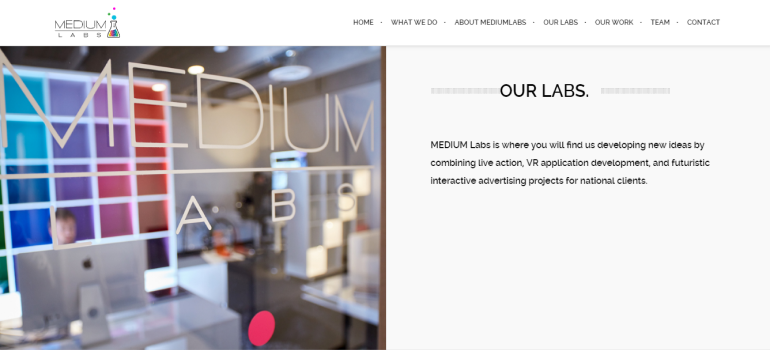 MEDIUM
LABS
HOME · WHAT WE DO · ABOUT MEDIUMLABS · OUR LABS · OUR WORK · TEAM · CONTACT
MEDIUM
LABS
OUR LABS.
MEDIUM Labs is where you will find us developing new ideas by
combining live action, VR application development, and futuristic
interactive advertising projects for national clients.